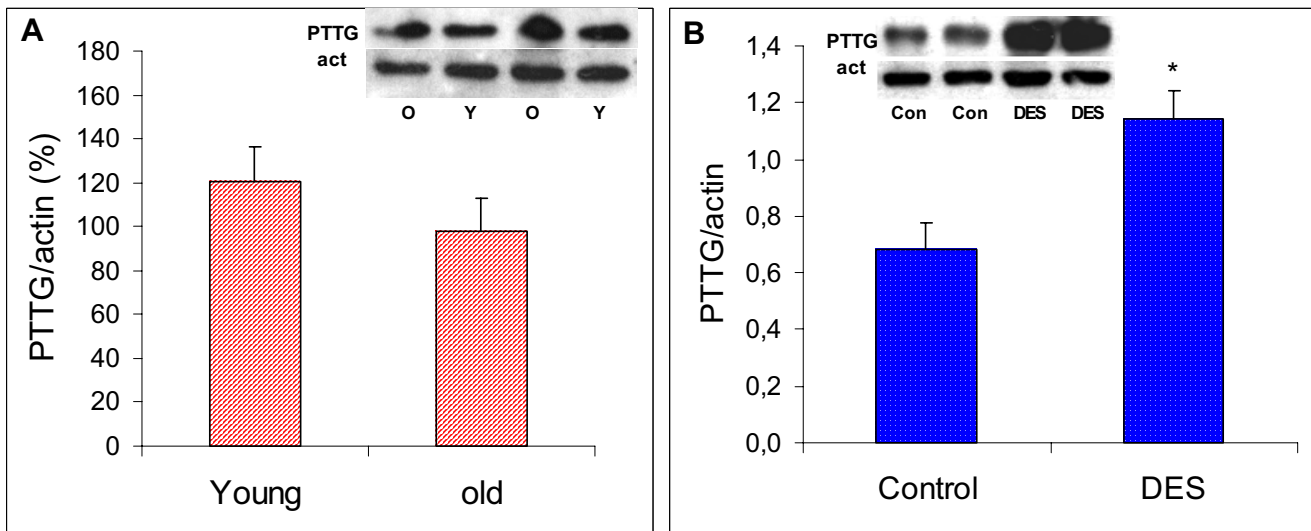 A
PTTG
act
O Y O Y
PTTG/actin (%)
180
160
140
120
100
80
60
40
20
0
Young old
B
PTTG
act
Con Con DES DES
*
PTTG/actin
1,4
1,2
1,0
0,8
0,6
0,4
0,2
0,0
Control DES